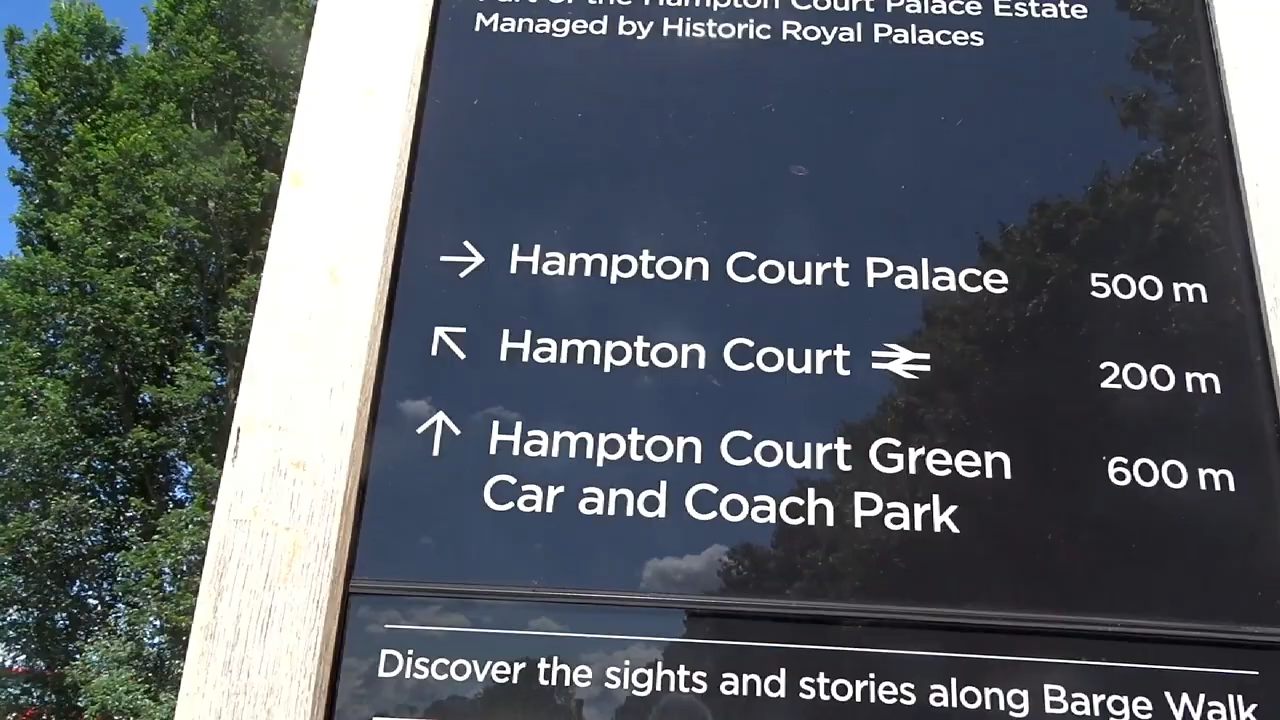 Part of the Hampton Court Palace Estate
Managed by Historic Royal Palaces
→ Hampton Court Palace 500 m
↖ Hampton Court 200 m
↑ Hampton Court Green 600 m
Car and Coach Park
Discover the sights and stories along Barge Walk